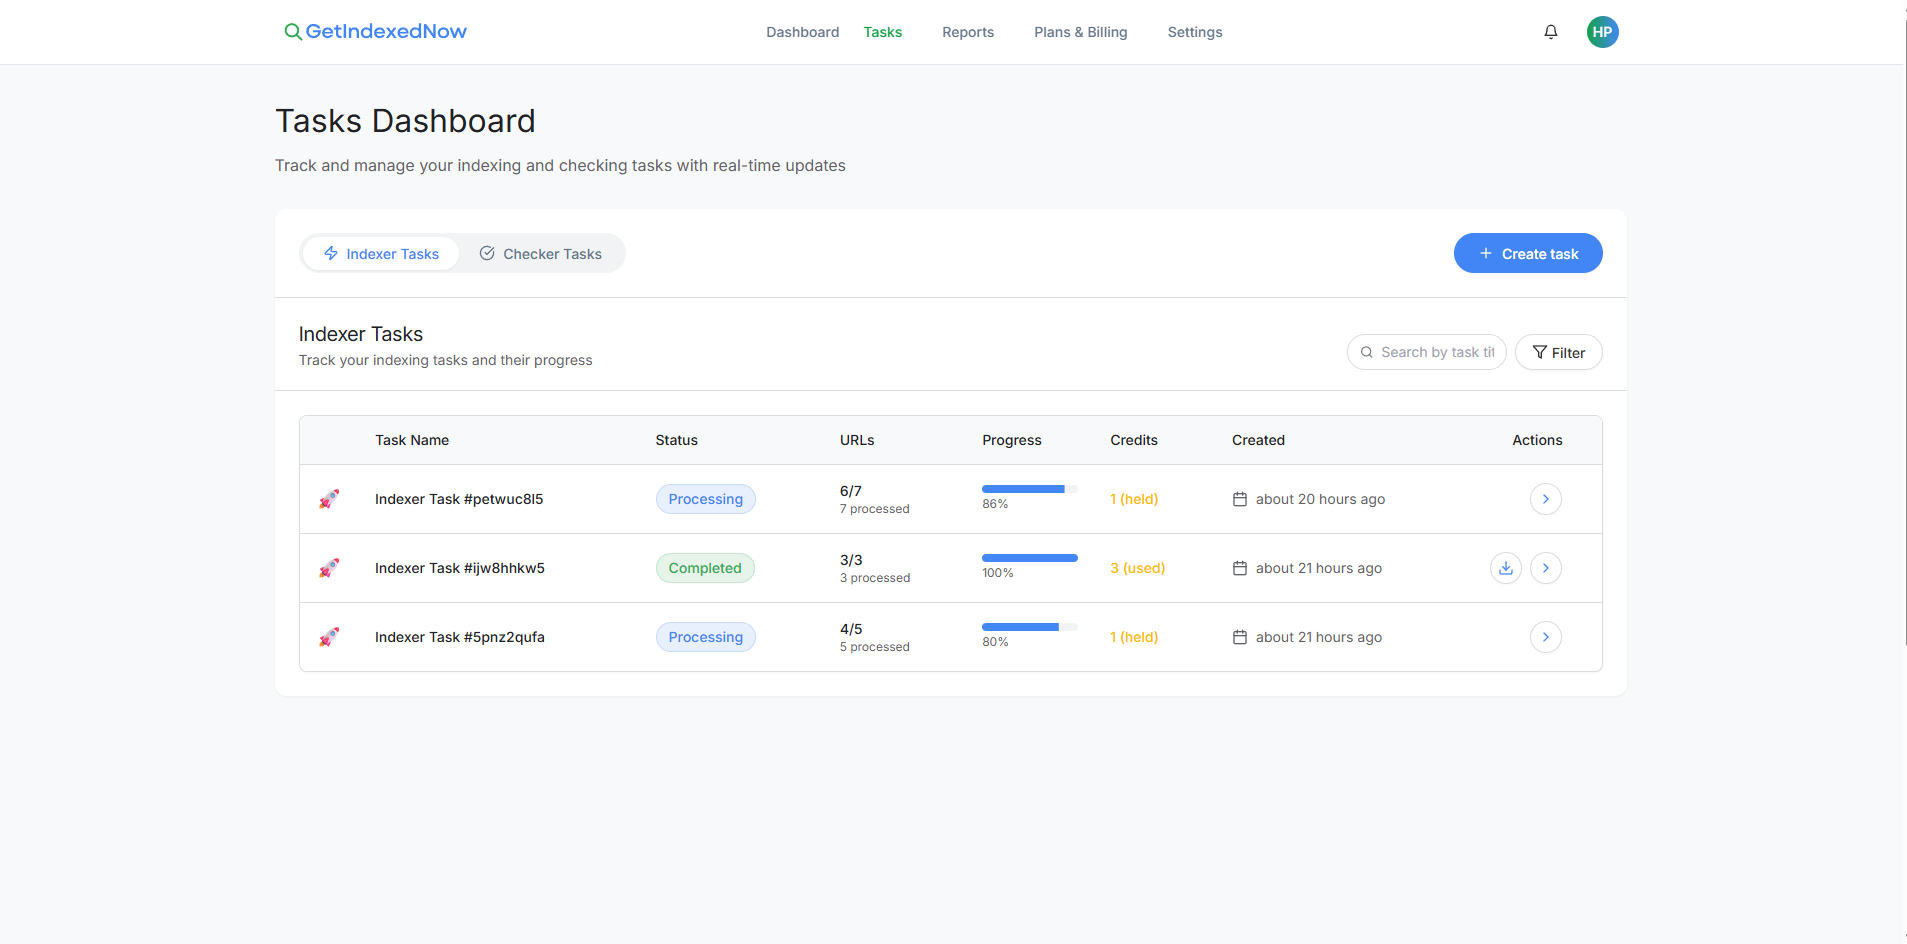 GetIndexedNow
Dashboard Tasks Reports Plans & Billing Settings
HP
Tasks Dashboard
Track and manage your indexing and checking tasks with real-time updates
Indexer Tasks Checker Tasks
Create task
Indexer Tasks
Track your indexing tasks and their progress
Search by task tit
Filter
Task Name Status URLs Progress Credits Created Actions
Indexer Task #petwuc8l5 Processing 6/7 86% 1 (held) about 20 hours ago
7 processed
Indexer Task #ijw8hhkw5 Completed 3/3 100% 3 (used) about 21 hours ago
3 processed
Indexer Task #5pnz2qufa Processing 4/5 80% 1 (held) about 21 hours ago
5 processed